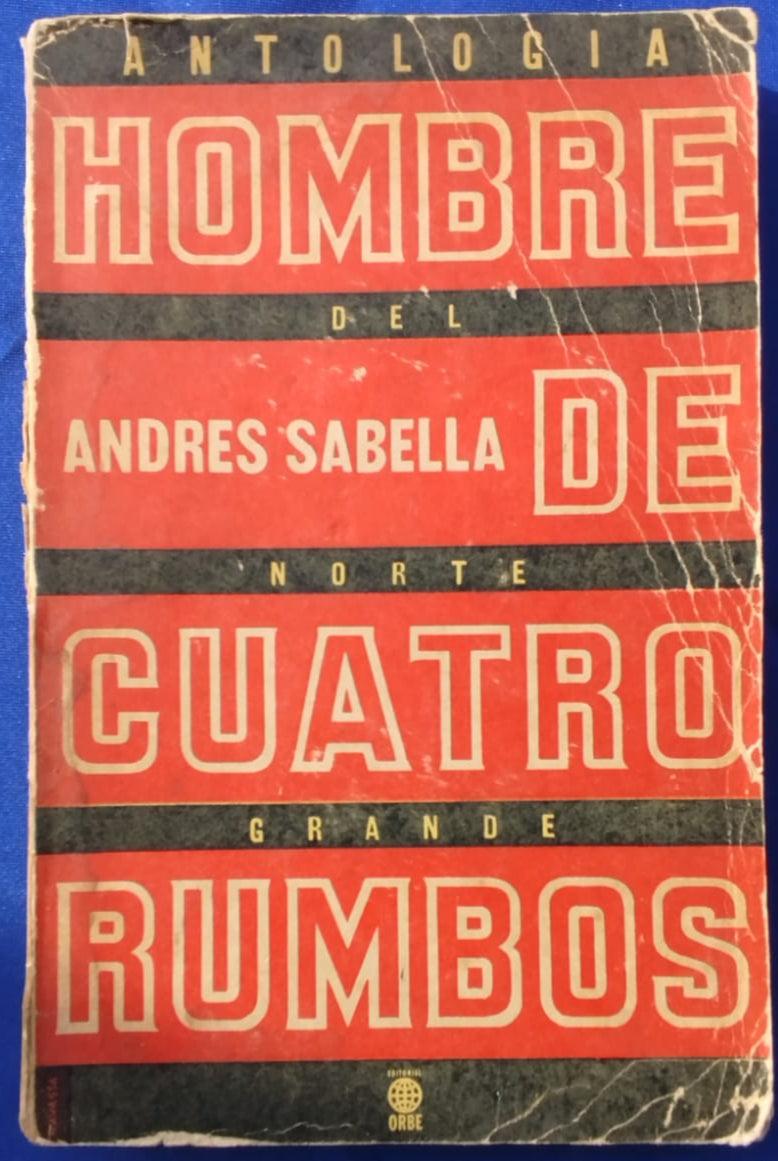 ANTOLOGIA
HOMBRE
DEL
ANDRES SABELLA DE
NORTE
CUATRO
GRANDE
RUMBOS
EDITORIAL
ORBE